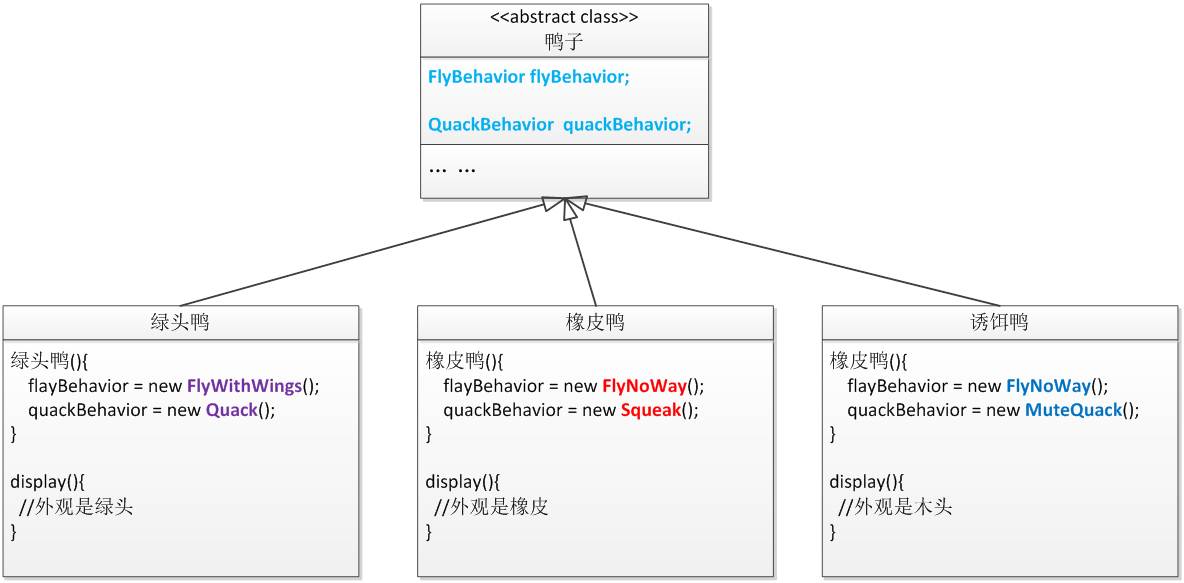 <<abstract class>>
鸭子
FlyBehavior flyBehavior;
QuackBehavior quackBehavior;
... ...
绿头鸭
绿头鸭(){
flayBehavior = new FlyWithWings();
quackBehavior = new Quack();
}
display(){
//外观是绿头
}
橡皮鸭
橡皮鸭(){
flayBehavior = new FlyNoWay();
quackBehavior = new Squeak();
}
display(){
//外观是橡皮
}
诱饵鸭
橡皮鸭(){
flayBehavior = new FlyNoWay();
quackBehavior = new MuteQuack();
}
display(){
//外观是木头
}